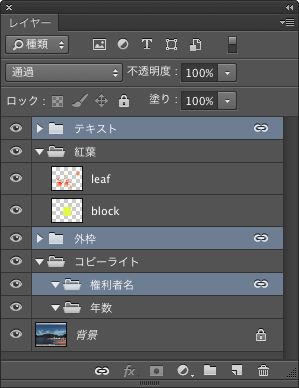 レイヤー
種類
通過 不透明度: 100%
ロック: 塗り: 100%
テキスト
紅葉
leaf
block
外枠
コピーライト
権利者名
年数
背景
fx